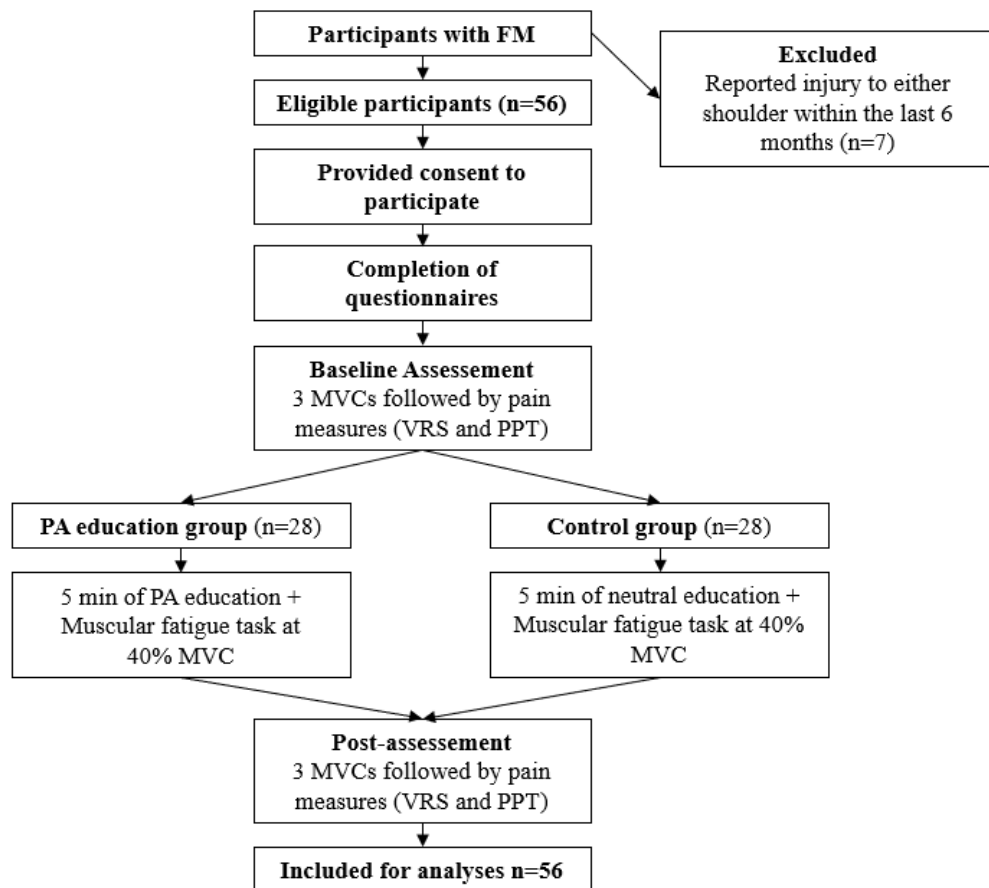 Participants with FM
Excluded
Reported injury to either
shoulder within the last 6
months (n=7)
Eligible participants (n=56)
Provided consent to
participate
Completion of
questionnaires
Baseline Assessement
3 MVCs followed by pain
measures (VRS and PPT)
PA education group (n=28)
Control group (n=28)
5 min of PA education +
Muscular fatigue task at
40% MVC
5 min of neutral education +
Muscular fatigue task at 40%
MVC
Post-assessement
3 MVCs followed by pain
measures (VRS and PPT)
Included for analyses n=56